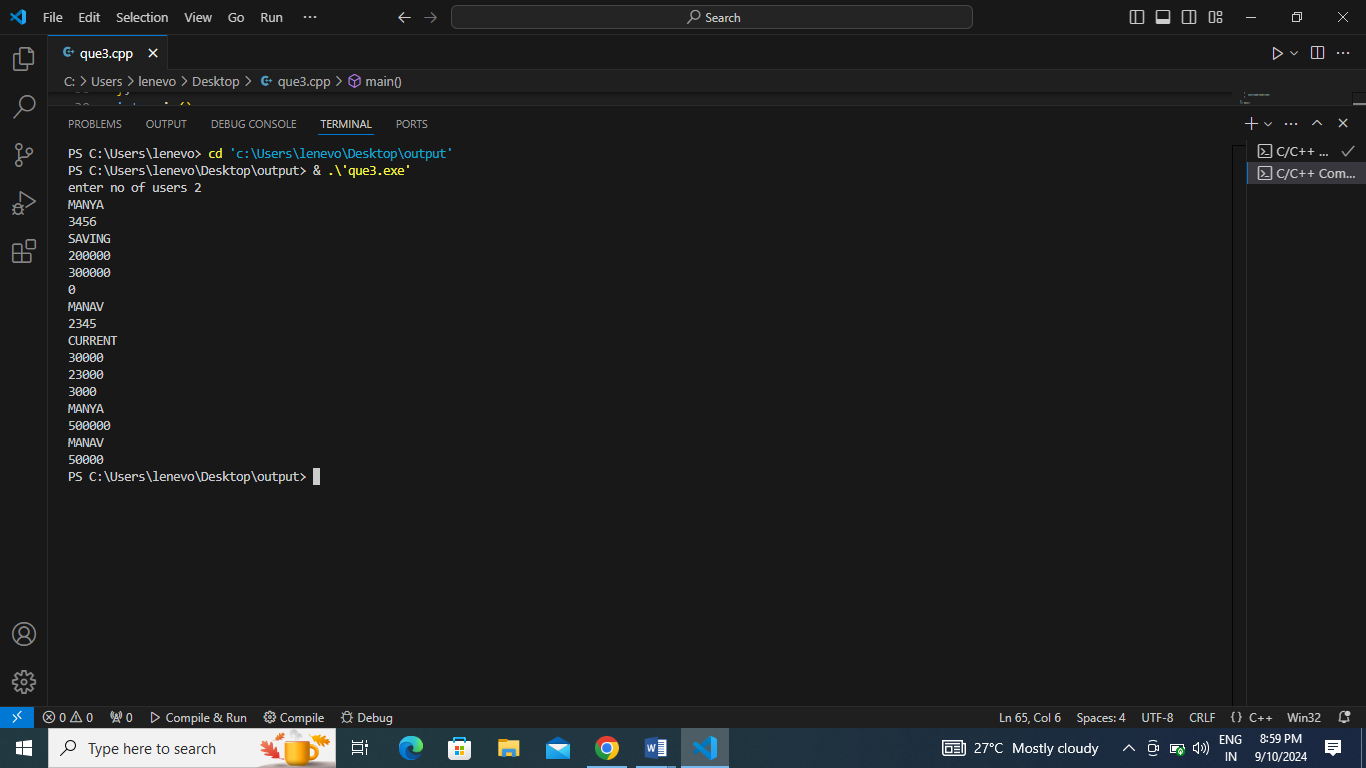 File Edit Selection View Go Run ··· Search
que3.cpp
C: > Users > lenevo > Desktop > que3.cpp > main()
PROBLEMS OUTPUT DEBUG CONSOLE TERMINAL PORTS
PS C:\Users\lenevo> cd 'c:\Users\lenevo\Desktop\output'
PS C:\Users\lenevo\Desktop\output> & .\'que3.exe'
enter no of users 2
MANYA
3456
SAVING
200000
300000
0
MANAV
2345
CURRENT
30000
23000
3000
MANYA
500000
MANAV
50000
PS C:\Users\lenevo\Desktop\output>
C/C++ ...
C/C++ Com...
0 0 0 Compile & Run Compile Debug Ln 65, Col 6 Spaces: 4 UTF-8 CRLF {} C++ Win32
Type here to search 27°C Mostly cloudy ENG IN 8:59 PM 9/10/2024